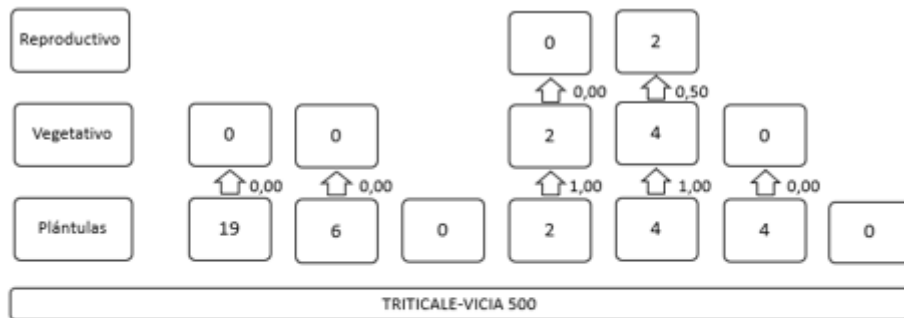 Reproductivo 0 2
0,00 0,50
Vegetativo 0 0 2 4 0
0,00 0,00 1,00 1,00 0,00
Plántulas 19 6 0 2 4 4 0
TRITICALE-VICIA 500